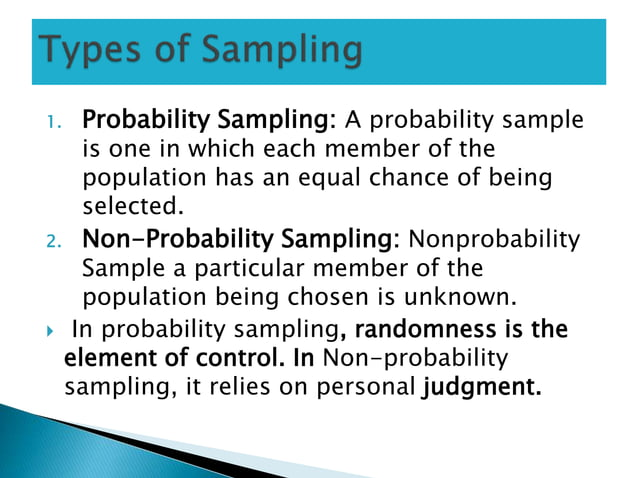 Types of Sampling
1. Probability Sampling: A probability sample
is one in which each member of the
population has an equal chance of being
selected.
2. Non-Probability Sampling: Nonprobability
Sample a particular member of the
population being chosen is unknown.
In probability sampling, randomness is the
element of control. In Non-probability
sampling, it relies on personal judgment.